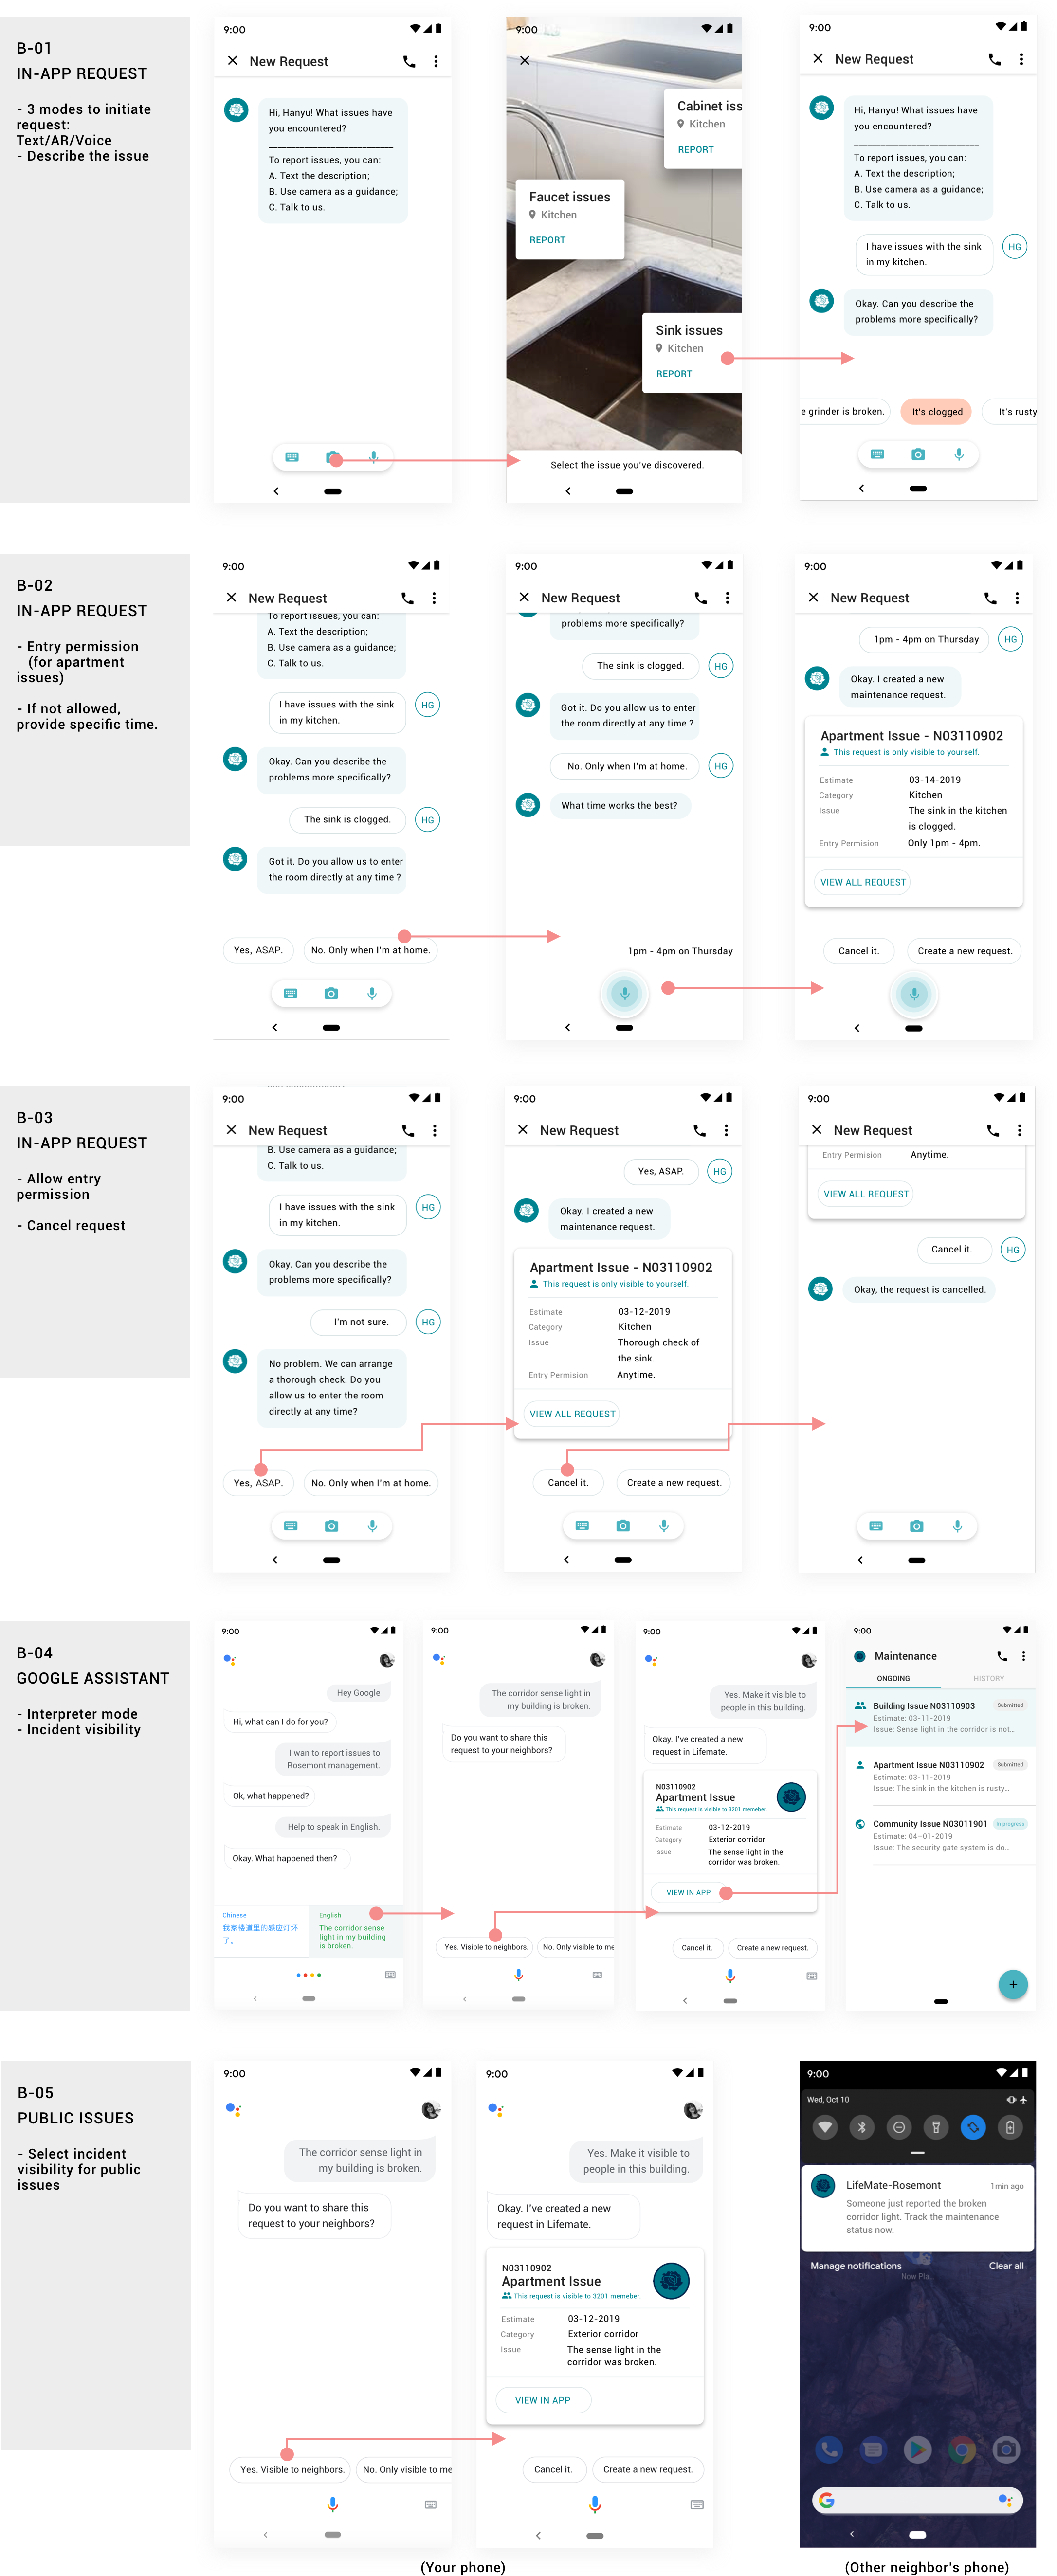 B-01
IN-APP REQUEST
- 3 modes to initiate
request:
Text/AR/Voice
- Describe the issue
9:00
New Request
Hi, Hanyu! What issues have
you encountered?
To report issues, you can:
A. Text the description;
B. Use camera as a guidance;
C. Talk to us.
9:00
Cabinet iss
Kitchen
REPORT
Faucet issues
Kitchen
REPORT
Sink issues
Kitchen
REPORT
Select the issue you've discovered.
9:00
New Request
Hi, Hanyu! What issues have
you encountered?
To report issues, you can:
A. Text the description;
B. Use camera as a guidance;
C. Talk to us.
I have issues with the sink
in my kitchen.
HG
Okay. Can you describe the
problems more specifically?
e grinder is broken.
It's clogged
It's rusty
B-02
IN-APP REQUEST
- Entry permission
(for apartment
issues)
- If not allowed,
provide specific time.
9:00
New Request
To report issues, you can:
A. Text the description;
B. Use camera as a guidance;
C. Talk to us.
I have issues with the sink
in my kitchen.
HG
Okay. Can you describe the
problems more specifically?
The sink is clogged.
HG
Got it. Do you allow us to enter
the room directly at any time ?
Yes, ASAP.
No. Only when I'm at home.
9:00
New Request
problems more specifically?
The sink is clogged.
HG
Got it. Do you allow us to enter
the room directly at any time ?
No. Only when I'm at home.
HG
What time works the best?
1pm - 4pm on Thursday
9:00
New Request
1pm - 4pm on Thursday
HG
Okay. I created a new
maintenance request.
Apartment Issue - N03110902
This request is only visible to yourself.
Estimate 03-14-2019
Category Kitchen
Issue The sink in the kitchen
is clogged.
Entry Permision Only 1pm - 4pm.
VIEW ALL REQUEST
Cancel it.
Create a new request.
B-03
IN-APP REQUEST
- Allow entry
permission
- Cancel request
9:00
New Request
B. Use camera as a guidance;
C. Talk to us.
I have issues with the sink
in my kitchen.
HG
Okay. Can you describe the
problems more specifically?
I'm not sure.
HG
No problem. We can arrange
a thorough check. Do you
allow us to enter the room
directly at any time?
Yes, ASAP.
No. Only when I'm at home.
9:00
New Request
Yes, ASAP.
HG
Okay. I created a new
maintenance request.
Apartment Issue - N03110902
This request is only visible to yourself.
Estimate 03-12-2019
Category Kitchen
Issue Thorough check of
the sink.
Entry Permision Anytime.
VIEW ALL REQUEST
Cancel it.
Create a new request.
9:00
New Request
Entry Permision Anytime.
VIEW ALL REQUEST
Cancel it.
HG
Okay, the request is cancelled.
B-04
GOOGLE ASSISTANT
- Interpreter mode
- Incident visibility
9:00
Hey Google
Hi, what can I do for you?
I wan to report issues to
Rosemont management.
Ok, what happened?
Help to speak in English.
Okay. What happened then?
Chinese
我家楼道里的感应灯坏
了。
English
The corridor sense
light in my building
is broken.
9:00
The corridor sense light in
my building is broken.
Do you want to share this
request to your neighbors?
Yes. Visible to neighbors.
No. Only visible to me
9:00
Yes. Make it visible to
people in this building.
Okay. I've created a new
request in Lifemate.
N03110902
Apartment Issue
This request is visible to 3201 memeber.
Estimate 03-12-2019
Category Exterior corridor
Issue The sense light in the
corridor was broken.
VIEW IN APP
Cancel it.
Create a new request.
9:00
Maintenance
ONGOING
HISTORY
Building Issue N03110903
Submitted
Estimate: 03-11-2019
Issue: Sense light in the corridor is not...
Apartment Issue N03110902
Submitted
Estimate: 03-11-2019
Issue: The sink in the kitchen is rusty...
Community Issue N03011901
In progress
Estimate: 04-01-2019
Issue: The security gate system is do...
B-05
PUBLIC ISSUES
- Select incident
visibility for public
issues
9:00
The corridor sense light in
my building is broken.
Do you want to share this
request to your neighbors?
Yes. Visible to neighbors.
No. Only visible to me
9:00
Yes. Make it visible to
people in this building.
Okay. I've created a new
request in Lifemate.
N03110902
Apartment Issue
This request is visible to 3201 memeber.
Estimate 03-12-2019
Category Exterior corridor
Issue The sense light in the
corridor was broken.
VIEW IN APP
Cancel it.
Create a new request.
9:00
Wed, Oct 10
LifeMate-Rosemont
1min ago
Someone just reported the broken
corridor light. Track the maintenance
status now.
Manage notifications
Clear all
Now Pla...
(Your phone)
(Other neighbor's phone)